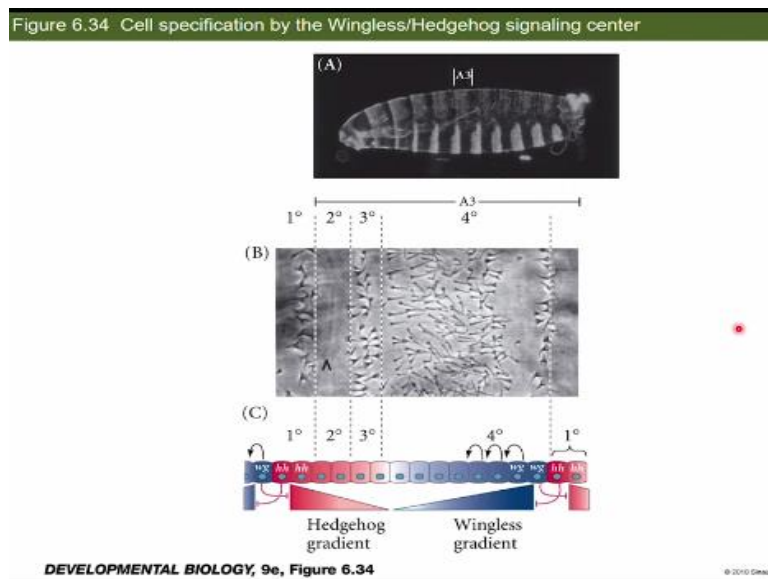 Figure 6.34 Cell specification by the Wingless/Hedgehog signaling center
(A)
A3
A3
1° 2° 3° 4°
(B)
(C)
1° 2° 3° 4° 1°
wg hh hh wg wg hh hh
Hedgehog Wingless
gradient gradient
DEVELOPMENTAL BIOLOGY, 9e, Figure 6.34
© 2010